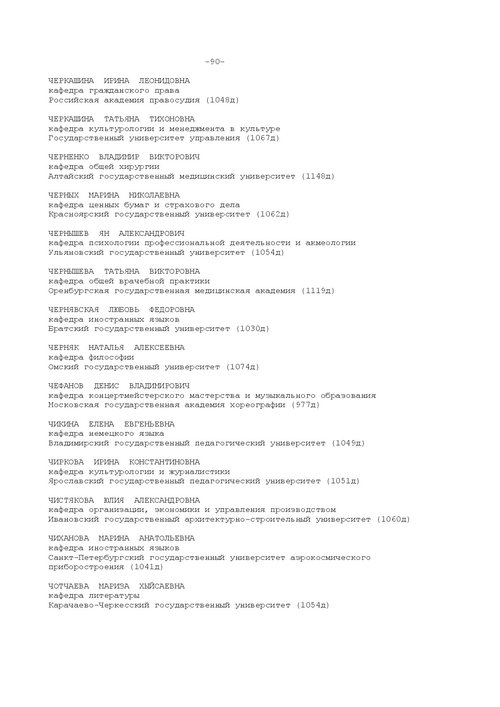 -90-
ЧЕРКАШИНА ИРИНА ЛЕОНИДОВНА
кафедра гражданского права
Российская академия правосудия (1048д)
ЧЕРКАШИНА ТАТЬЯНА ТИХОНОВНА
кафедра культурологии и менеджмента в культуре
Государственный университет управления (1067д)
ЧЕРНЕНКО ВЛАДИМИР ВИКТОРОВИЧ
кафедра общей хирургии
Алтайский государственный медицинский университет (1148д)
ЧЕРНЫХ МАРИНА НИКОЛАЕВНА
кафедра ценных бумаг и страхового дела
Красноярский государственный университет (1062д)
ЧЕРНЫШЕВ ЯН АЛЕКСАНДРОВИЧ
кафедра психологии профессиональной деятельности и акмеологии
Ульяновский государственный университет (1054д)
ЧЕРНЫШЕВА ТАТЬЯНА ВИКТОРОВНА
кафедра общей врачебной практики
Оренбургская государственная медицинская академия (1119д)
ЧЕРНЯВСКАЯ ЛЮБОВЬ ФЕДОРОВНА
кафедра иностранных языков
Братский государственный университет (1030д)
ЧЕРНЯК НАТАЛЬЯ АЛЕКСЕЕВНА
кафедра философии
Омский государственный университет (1074д)
ЧЕФАНОВ ДЕНИС ВЛАДИМИРОВИЧ
кафедра концертмейстерского мастерства и музыкального образования
Московская государственная академия хореографии (977д)
ЧИКИНА ЕЛЕНА ЕВГЕНЬЕВНА
кафедра немецкого языка
Владимирский государственный педагогический университет (1049д)
ЧИРКОВА ИРИНА КОНСТАНТИНОВНА
кафедра культурологии и журналистики
Ярославский государственный педагогический университет (1051д)
ЧИСТЯКОВА ЮЛИЯ АЛЕКСАНДРОВНА
кафедра организации, экономики и управления производством
Ивановский государственный архитектурно-строительный университет (1060д)
ЧИХАНОВА МАРИНА АНАТОЛЬЕВНА
кафедра иностранных языков
Санкт-Петербургский государственный университет аэрокосмического
приборостроения (1041д)
ЧОТЧАЕВА МАРИЗА ХЫЙСАЕВНА
кафедра литературы
Карачаево-Черкесский государственный университет (1054д)